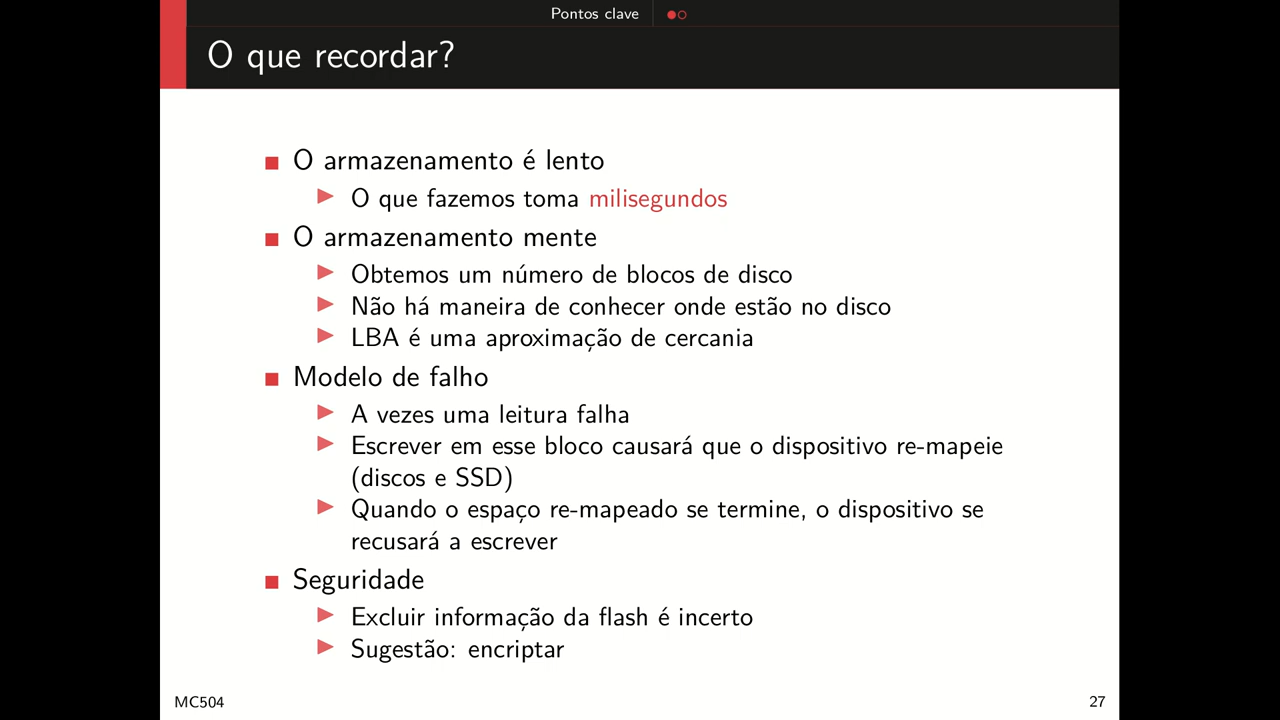 Pontos clave
O que recordar?
O armazenamento é lento
O que fazemos toma milisegundos
O armazenamento mente
Obtemos um número de blocos de disco
Não há maneira de conhecer onde estão no disco
LBA é uma aproximação de cercania
Modelo de falho
A vezes uma leitura falha
Escrever em esse bloco causará que o dispositivo re-mapeie
(discos e SSD)
Quando o espaço re-mapeado se termine, o dispositivo se
recusará a escrever
Seguridade
Excluir informação da flash é incerto
Sugestão: encriptar
MC504
27